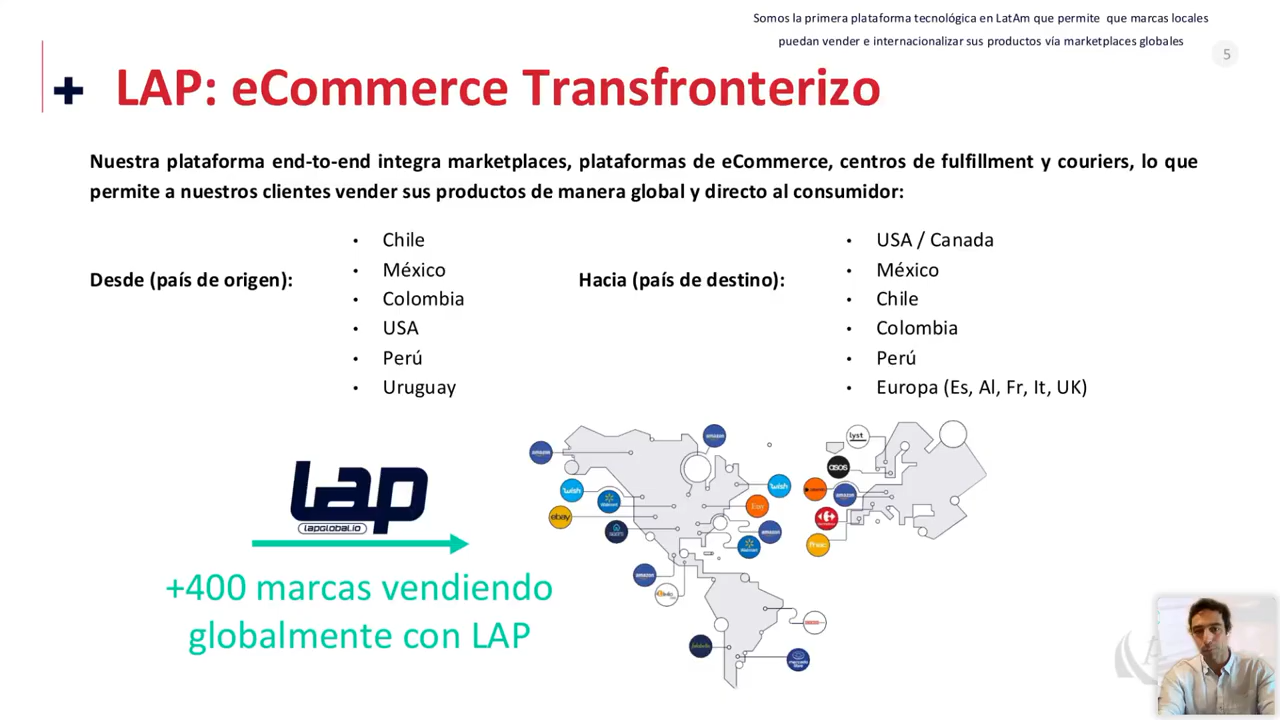 Somos la primera plataforma tecnológica en LatAm que permite que marcas locales
puedan vender e internacionalizar sus productos vía marketplaces globales
5
+ LAP: eCommerce Transfronterizo
Nuestra plataforma end-to-end integra marketplaces, plataformas de eCommerce, centros de fulfillment y couriers, lo que
permite a nuestros clientes vender sus productos de manera global y directo al consumidor:
Desde (país de origen):
• Chile
• México
• Colombia
• USA
• Perú
• Uruguay
Hacia (país de destino):
• USA / Canada
• México
• Chile
• Colombia
• Perú
• Europa (Es, Al, Fr, It, UK)
Lap
lapglobal.io
+400 marcas vendiendo
globalmente con LAP
amazon
amazon
wish
Walmart
ebay
wish
Etsy
amazon
Walmart
amazon
linio
falabella
mercado libre
lyst
asos
amazon
Carrefour
fnac